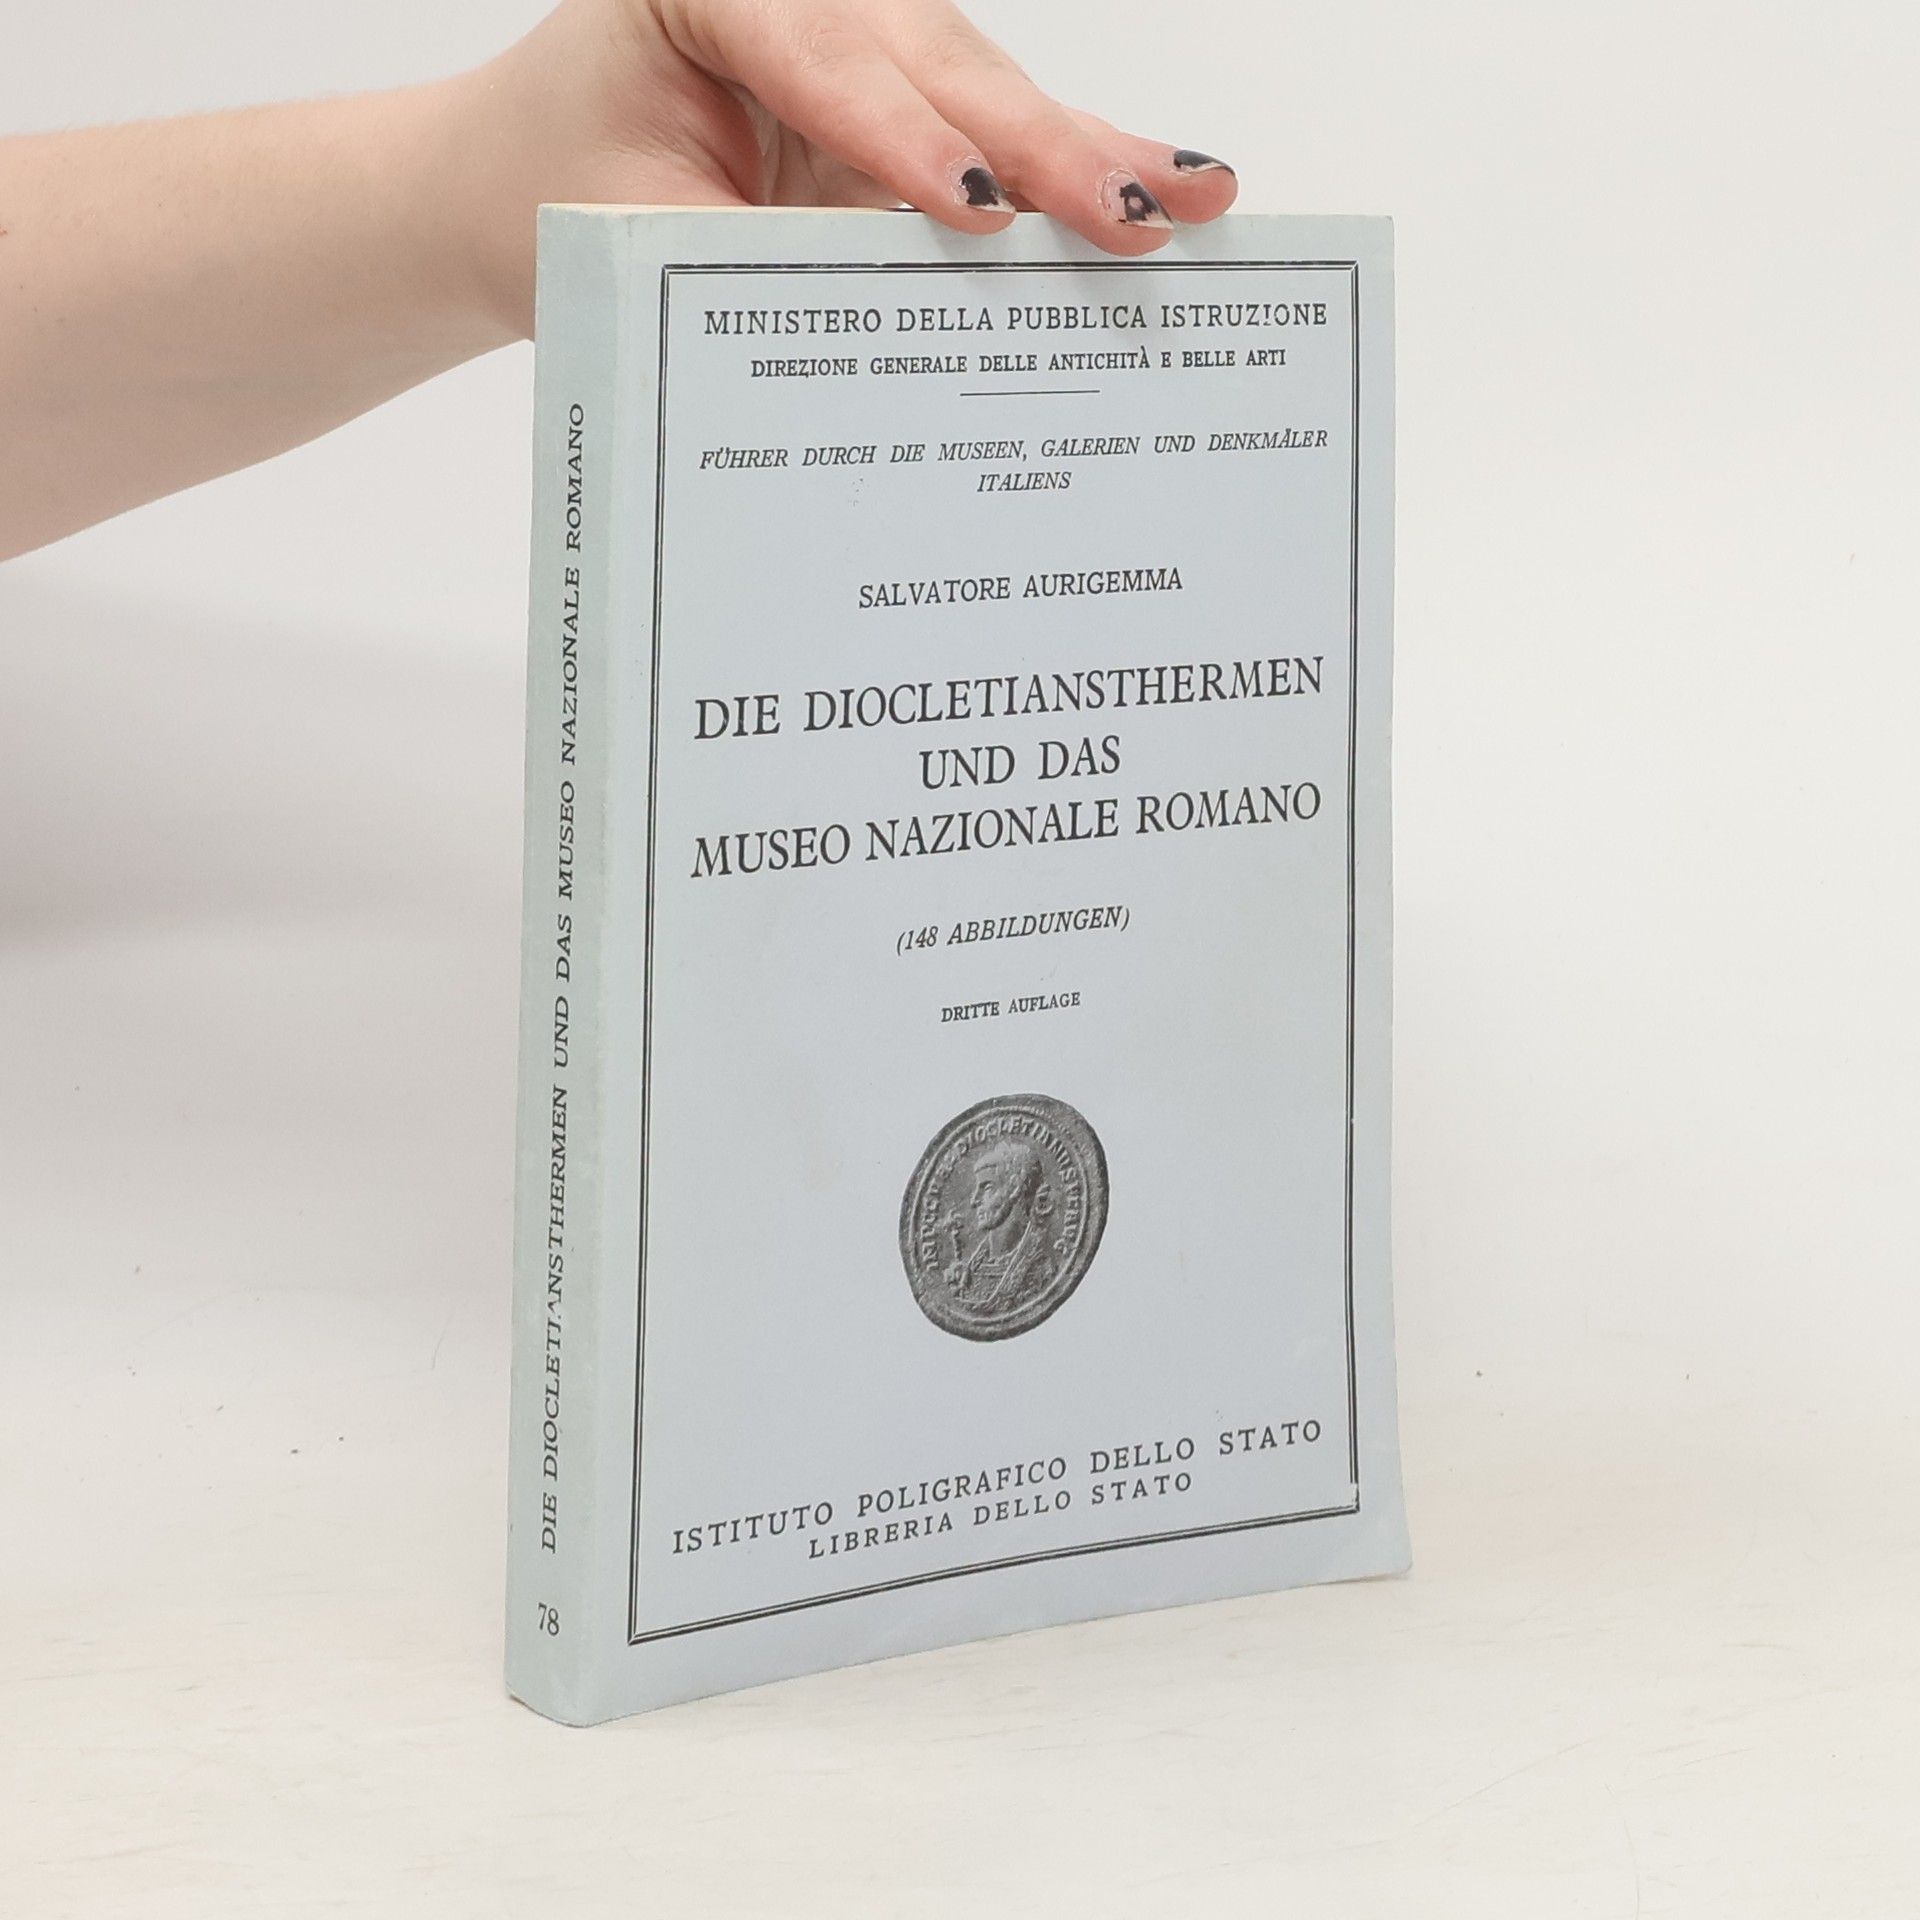 MINISTERO DELLA PUBBLICA ISTRUZIONE
DIREZIONE GENERALE DELLE ANTICHITÀ E BELLE ARTI
FÜHRER DURCH DIE MUSEEN, GALERIEN UND DENKMÄLER
ITALIENS
SALVATORE AURIGEMMA
DIE DIOCLETIANSTHERMEN
UND DAS
MUSEO NAZIONALE ROMANO
(148 ABBILDUNGEN)
DRITTE AUFLAGE
DIOCLETIANVS
ISTITUTO POLIGRAFICO DELLO STATO
LIBRERIA DELLO STATO
DIE DIOCLETIANSTHERMEN UND DAS MUSEO NAZIONALE ROMANO
78